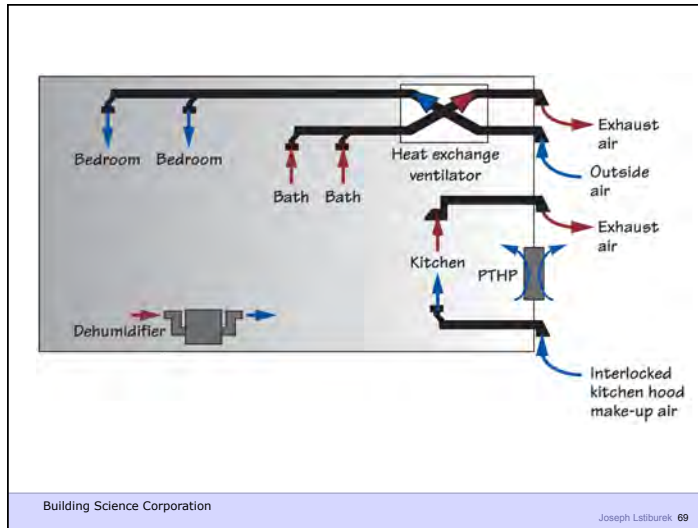 Exhaust
air
Bedroom Bedroom
Heat exchange
ventilator
Outside
air
Bath Bath
Exhaust
air
Kitchen
PTHP
Dehumidifier
Interlocked
kitchen hood
make-up air
Building Science Corporation
Joseph Lstiburek 69